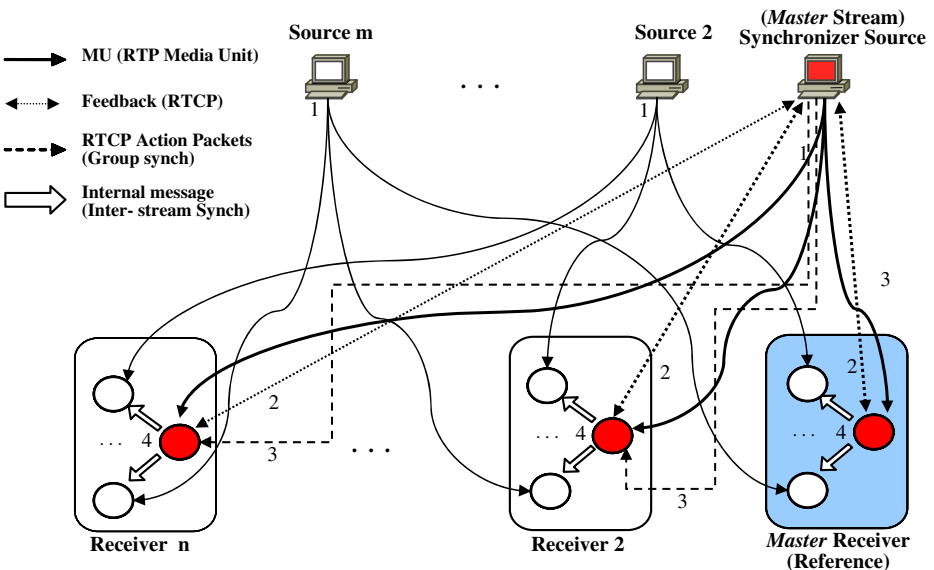 Source m
Source 2
(Master Stream)
Synchronizer Source
MU (RTP Media Unit)
Feedback (RTCP)
RTCP Action Packets
(Group synch)
Internal message
(Inter- stream Synch)
. . .
1
1
1
3
2
2
2
3
3
4
4
4
. . .
. . .
. . .
. . .
Receiver n
Receiver 2
Master Receiver
(Reference)